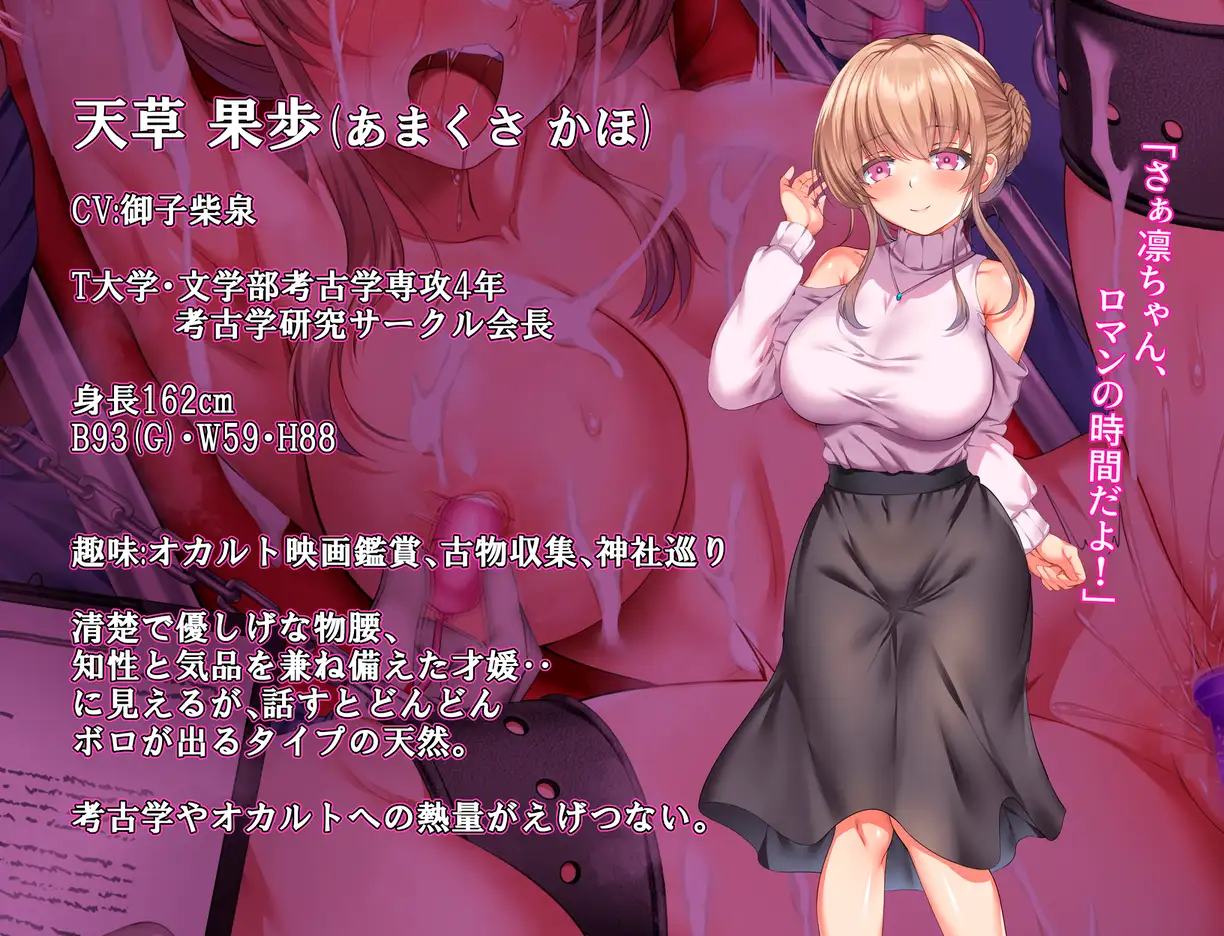 天草 果歩(あまくさ かほ)
CV:御子柴泉
T大学・文学部考古学専攻4年
考古学研究サークル会長
身長162cm
B93(G)・W59・H88
趣味:オカルト映画鑑賞、古物収集、神社巡り
清楚で優しげな物腰、
知性と気品を兼ね備えた才媛‥
に見えるが、話すとどんどん
ボロが出るタイプの天然。
考古学やオカルトへの熱量がえげつない。
「さぁ凛ちゃん、
ロマンの時間だよ！」